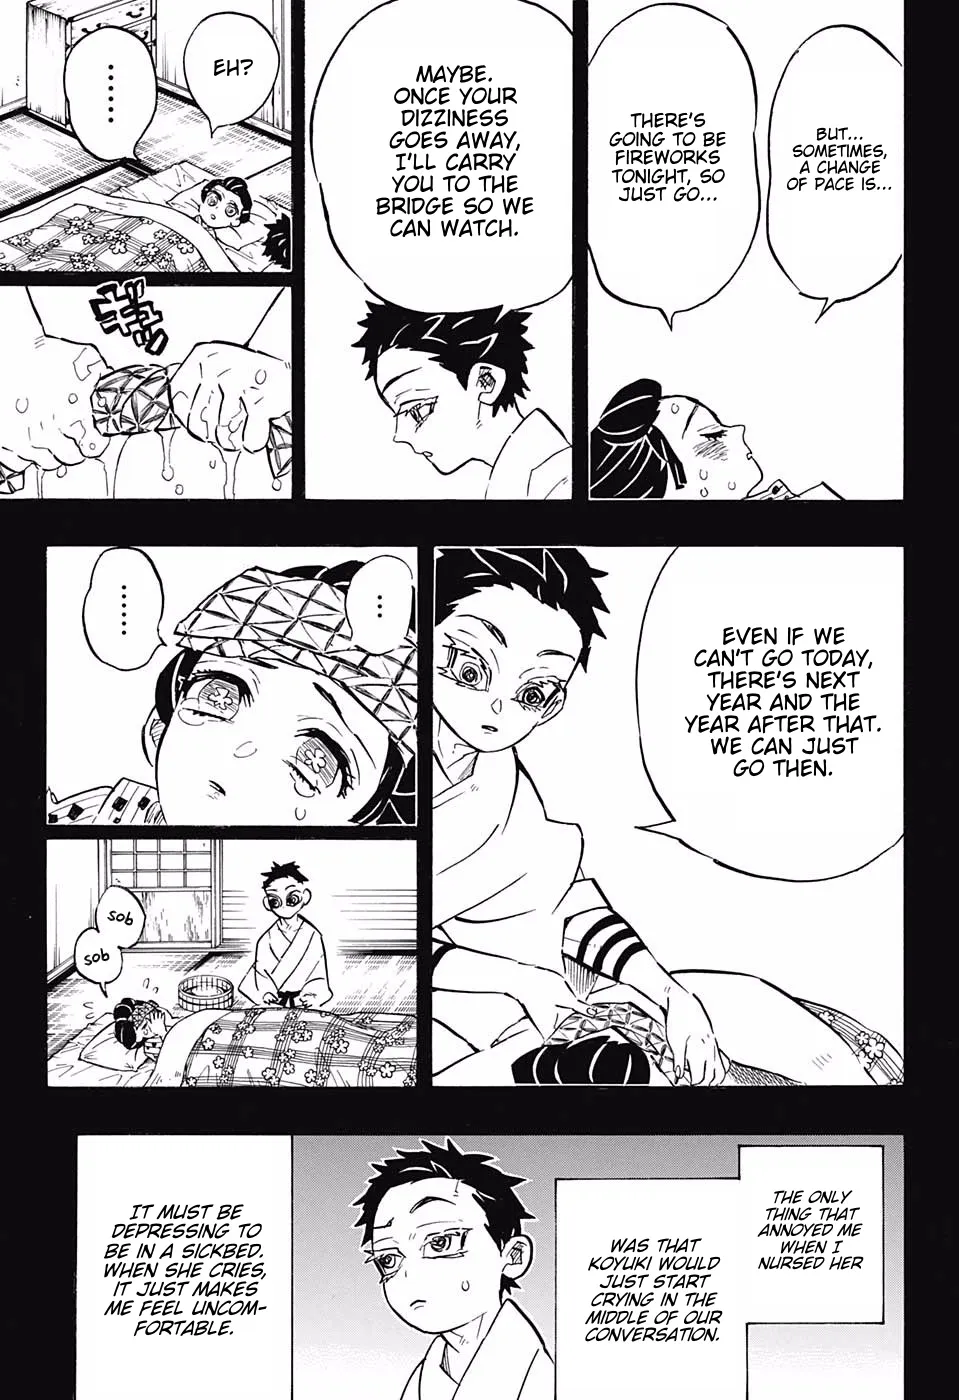 BUT...
SOMETIMES,
A CHANGE
OF PACE IS...
THERE'S
GOING TO BE
FIREWORKS
TONIGHT, SO
JUST GO...
MAYBE.
ONCE YOUR
DIZZINESS
GOES AWAY,
I'LL CARRY
YOU TO THE
BRIDGE SO WE
CAN WATCH.
EH?
......
ギュッ
EVEN IF WE
CAN'T GO TODAY,
THERE'S NEXT
YEAR AND THE
YEAR AFTER THAT.
WE CAN JUST
GO THEN.
...
.....
sob
sob
THE ONLY
THING THAT
ANNOYED ME
WHEN I
NURSED HER
WAS THAT
KOYUKI WOULD
JUST START
CRYING IN THE
MIDDLE OF OUR
CONVERSATION.
IT MUST BE
DEPRESSING TO
BE IN A SICKBED.
WHEN SHE CRIES,
IT JUST MAKES
ME FEEL UNCOM-
FORTABLE.